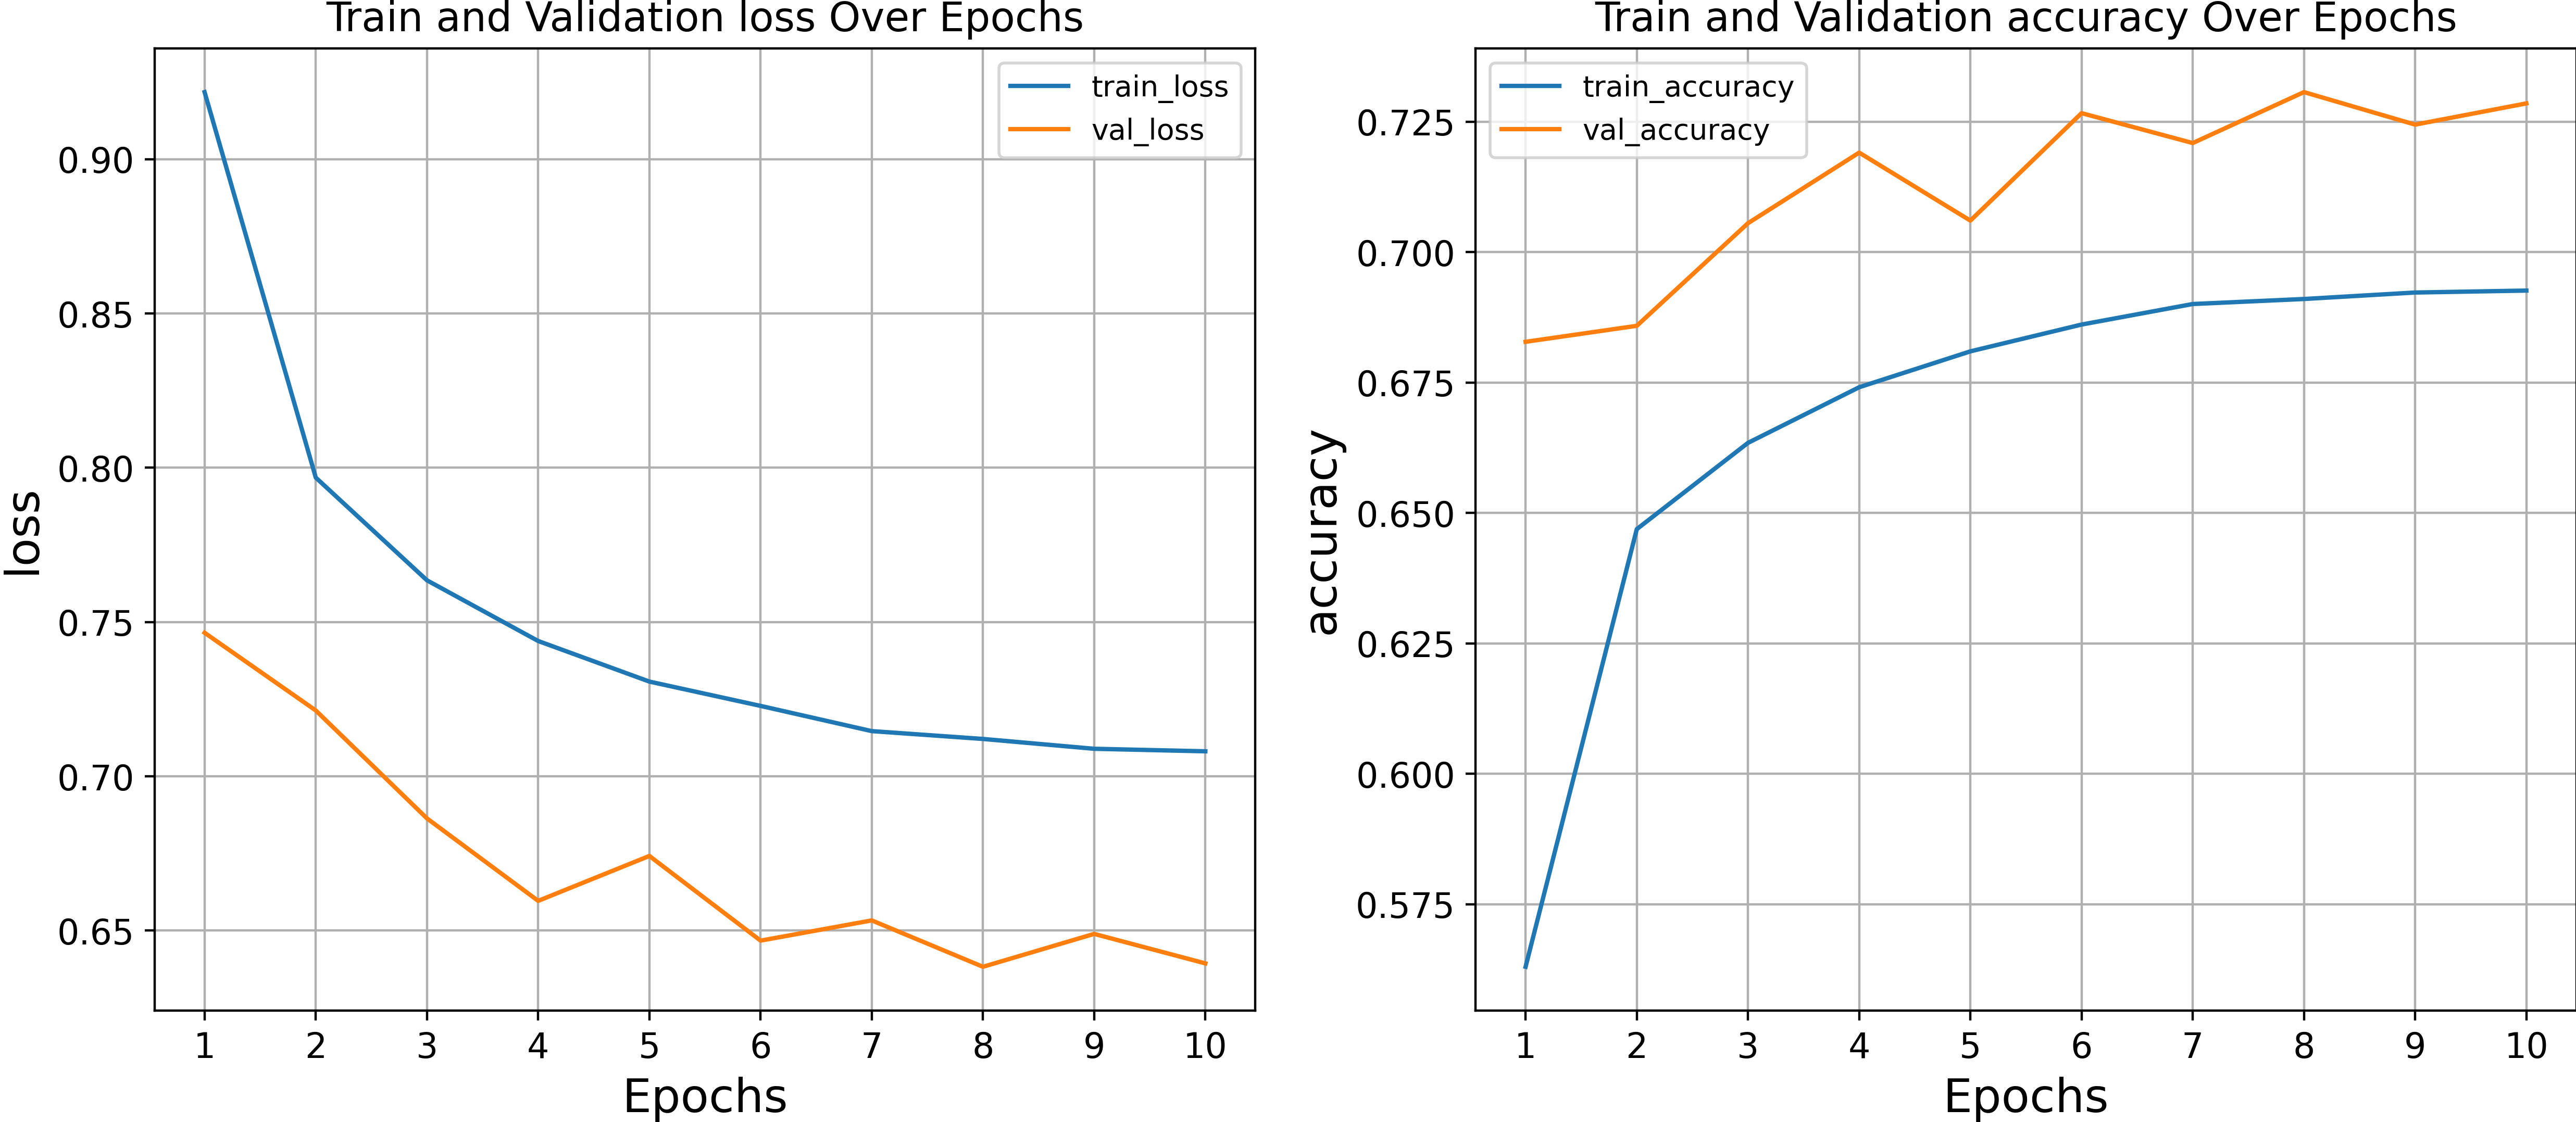 Train and Validation loss Over Epochs
train_loss
val_loss
0.90
0.85
0.80
0.75
0.70
0.65
loss
1 2 3 4 5 6 7 8 9 10
Epochs
Train and Validation accuracy Over Epochs
train_accuracy
val_accuracy
0.725
0.700
0.675
0.650
0.625
0.600
0.575
accuracy
1 2 3 4 5 6 7 8 9 10
Epochs